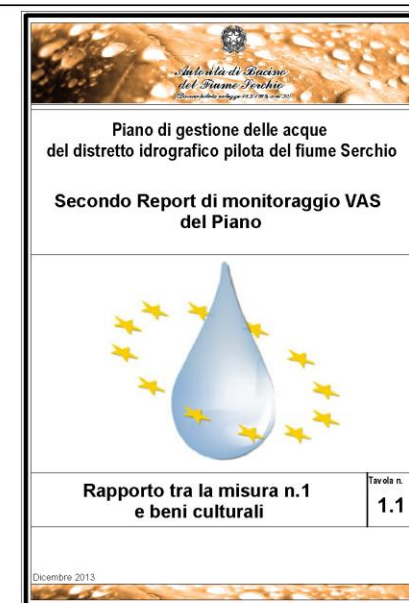 Autorità di Bacino
del Fiume Serchio
Piano di gestione delle acque
del distretto idrografico pilota del fiume Serchio
Secondo Report di monitoraggio VAS
del Piano
Rapporto tra la misura n.1
e beni culturali
Tavola n.
1.1
Dicembre 2013